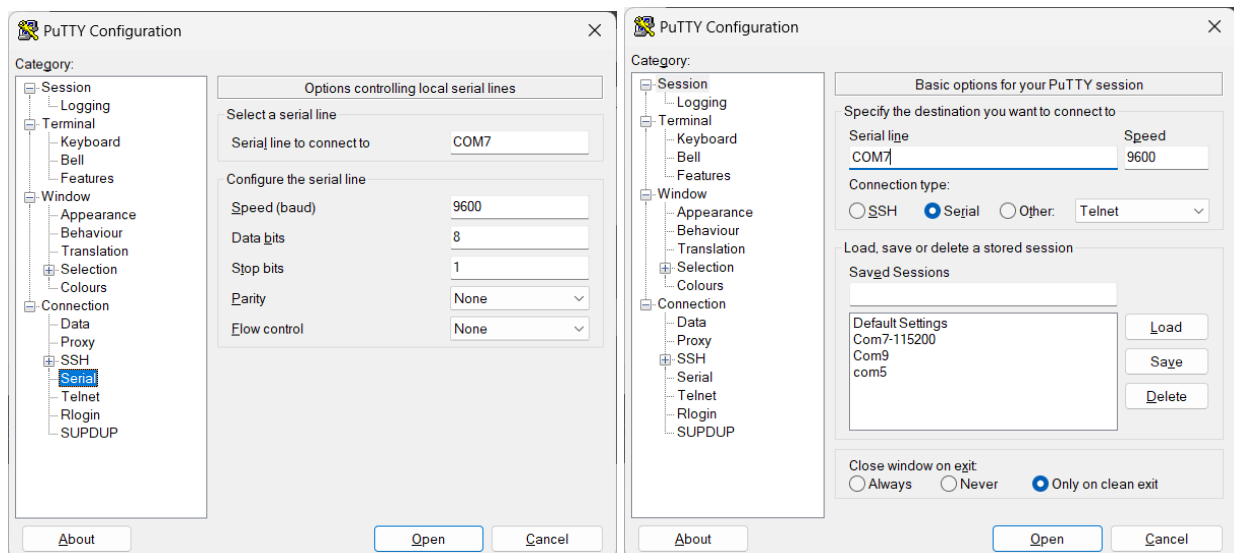 PuTTY Configuration
Category:
Session
Logging
Terminal
Keyboard
Bell
Features
Window
Appearance
Behaviour
Translation
Selection
Colours
Connection
Data
Proxy
SSH
Serial
Telnet
Rlogin
SUPDUP
Options controlling local serial lines
Select a serial line
Serial line to connect to COM7
Configure the serial line
Speed (baud) 9600
Data bits 8
Stop bits 1
Parity None
Flow control None
About Open Cancel
PuTTY Configuration
Category:
Session
Logging
Terminal
Keyboard
Bell
Features
Window
Appearance
Behaviour
Translation
Selection
Colours
Connection
Data
Proxy
SSH
Serial
Telnet
Rlogin
SUPDUP
Basic options for your PuTTY session
Specify the destination you want to connect to
Serial line Speed
COM7 9600
Connection type:
SSH Serial Other: Telnet
Load, save or delete a stored session
Saved Sessions
Default Settings
Com7-115200
Com9
com5
Load
Save
Delete
Close window on exit:
Always Never Only on clean exit
About Open Cancel